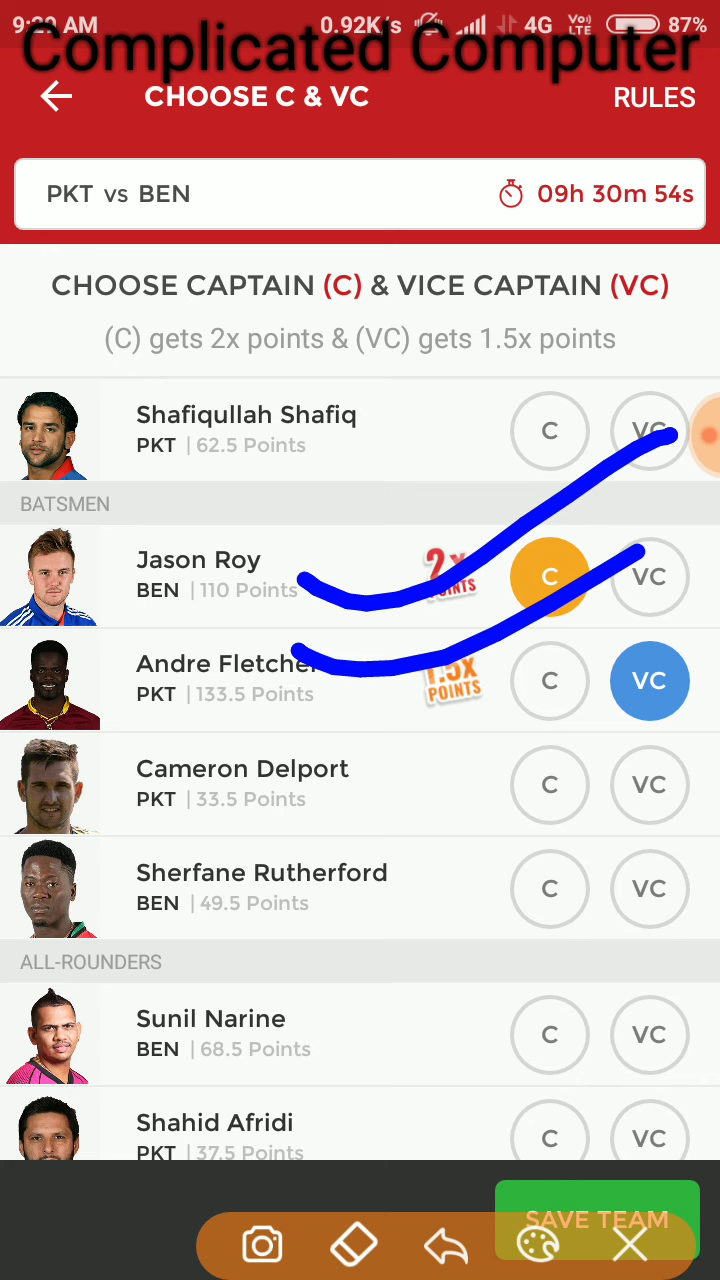 9:29 AM 0.92K/s 4G Vo) LTE 87%
Complicated Computer
CHOOSE C & VC RULES
PKT vs BEN 09h 30m 54s
CHOOSE CAPTAIN (C) & VICE CAPTAIN (VC)
(C) gets 2x points & (VC) gets 1.5x points
Shafiqullah Shafiq
PKT | 62.5 Points
C VC
BATSMEN
Jason Roy
BEN | 110 Points
2x POINTS
C VC
Andre Fletcher
PKT | 133.5 Points
1.5X POINTS
C VC
Cameron Delport
PKT | 33.5 Points
C VC
Sherfane Rutherford
BEN | 49.5 Points
C VC
ALL-ROUNDERS
Sunil Narine
BEN | 68.5 Points
C VC
Shahid Afridi
PKT | 37.5 Points
C VC
SAVE TEAM